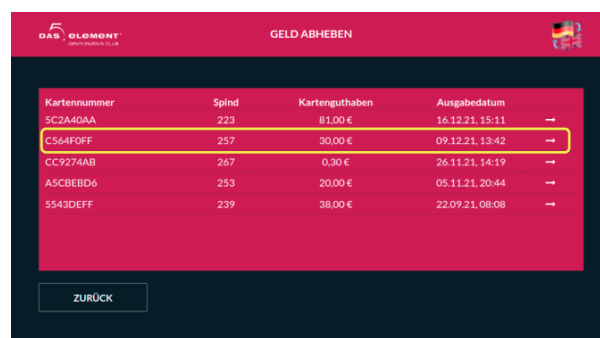 DAS 5. ELEMENT
GENTLEMEN'S CLUB
GELD ABHEBEN
Kartennummer Spind Kartenguthaben Ausgabedatum
5C2A40AA 223 81,00 € 16.12.21, 15:11 →
C564F0FF 257 30,00 € 09.12.21, 13:42 →
CC9274AB 267 0,30 € 26.11.21, 14:19 →
A5CBEBD6 253 20,00 € 05.11.21, 20:44 →
5543DEFF 239 38,00 € 22.09.21, 08:08 →
ZURÜCK